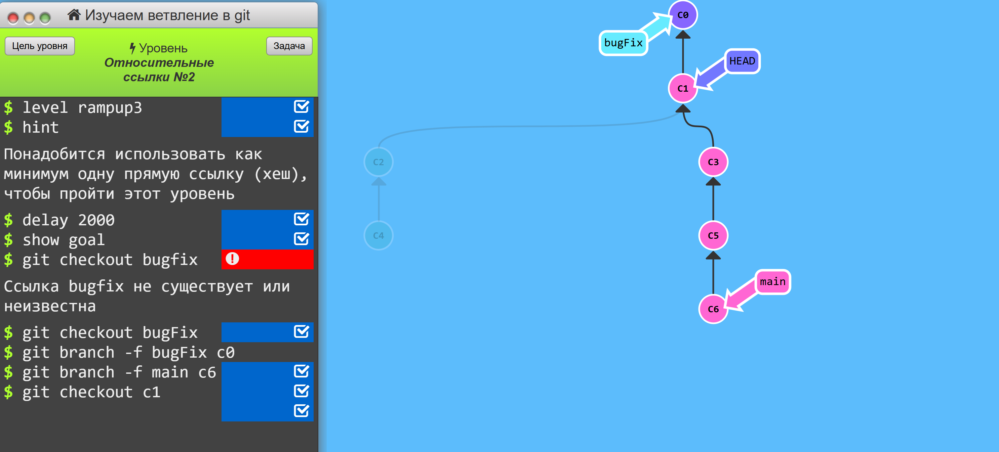 Изучаем ветвление в git
Цель уровня
Уровень
Относительные
ссылки №2
Задача
$ level rampup3
$ hint
Понадобится использовать как
минимум одну прямую ссылку (хеш),
чтобы пройти этот уровень
$ delay 2000
$ show goal
$ git checkout bugfix
Ссылка bugfix не существует или
неизвестна
$ git checkout bugFix
$ git branch -f bugFix c0
$ git branch -f main c6
$ git checkout c1
C0
bugFix
HEAD
C1
C2
C3
C4
C5
main
C6